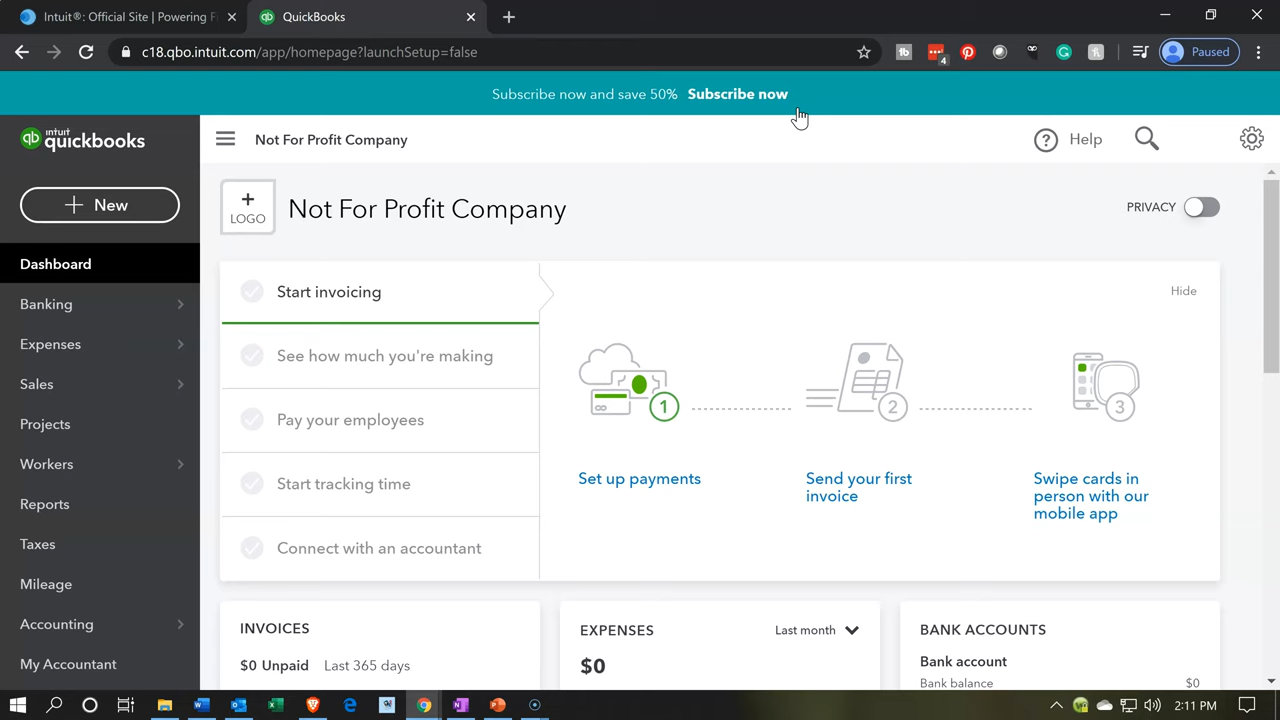 Intuit®: Official Site | Powering F
QuickBooks
c18.qbo.intuit.com/app/homepage?launchSetup=false
4
Paused
Subscribe now and save 50% Subscribe now
intuit
quickbooks
Not For Profit Company
Help
New
+
LOGO
Not For Profit Company
PRIVACY
Dashboard
Banking
Expenses
Sales
Projects
Workers
Reports
Taxes
Mileage
Accounting
My Accountant
Start invoicing
See how much you're making
Pay your employees
Start tracking time
Connect with an accountant
Hide
1
2
3
Set up payments
Send your first
invoice
Swipe cards in
person with our
mobile app
INVOICES
$0 Unpaid Last 365 days
EXPENSES
Last month
$0
BANK ACCOUNTS
Bank account
Bank balance
$0
2:11 PM